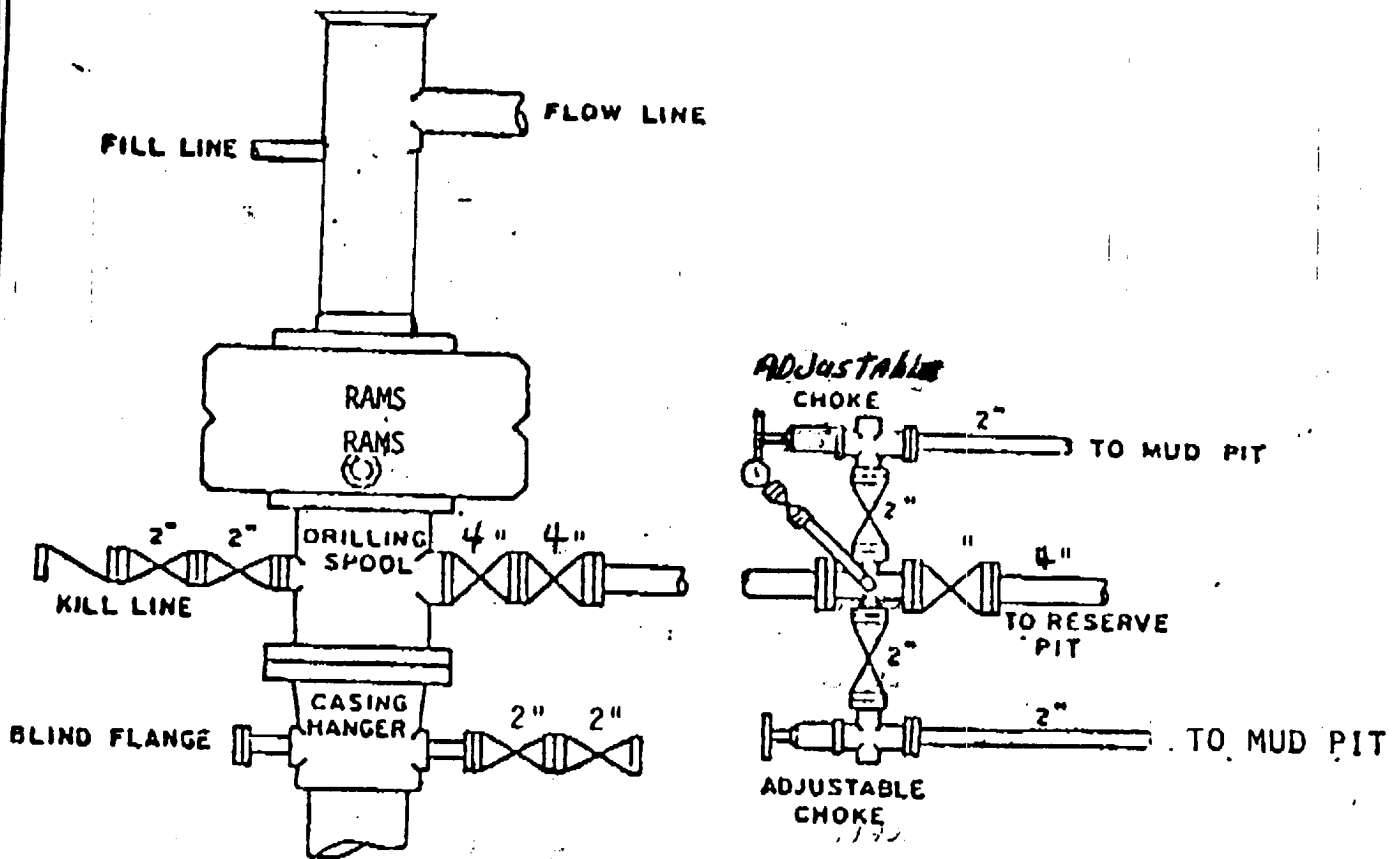 FLOW LINE
FILL LINE
RAMS
RAMS
ADJUSTABLE
CHOKE
2"
TO MUD PIT
2"
2" 2"
DRILLING
SPOOL
4" 4"
KILL LINE
" 4"
TO RESERVE
PIT
2"
CASING
HANGER
2" 2"
BLIND FLANGE
2"
TO MUD PIT
ADJUSTABLE
CHOKE